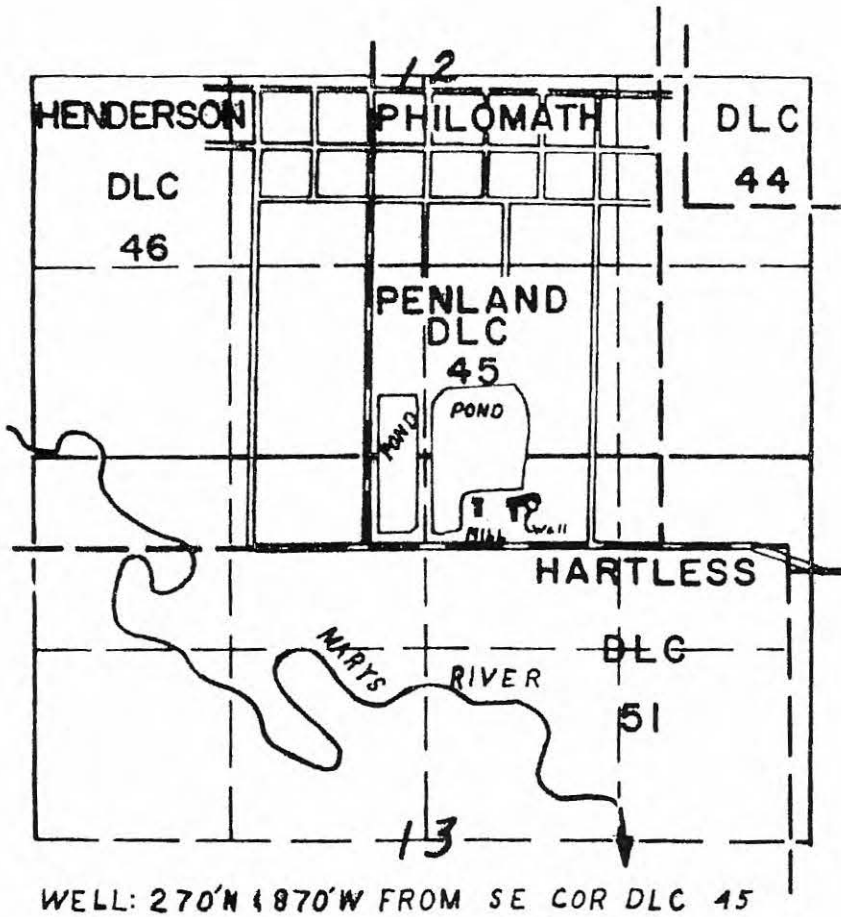 12
HENDERSON
DLC
46
PHILOMATH
DLC
44
PENLAND
DLC
45
POND
POND
Mill
Well
HARTLESS
DLC
51
MARYS
RIVER
13
WELL: 270'N & 870'W FROM SE COR DLC 45